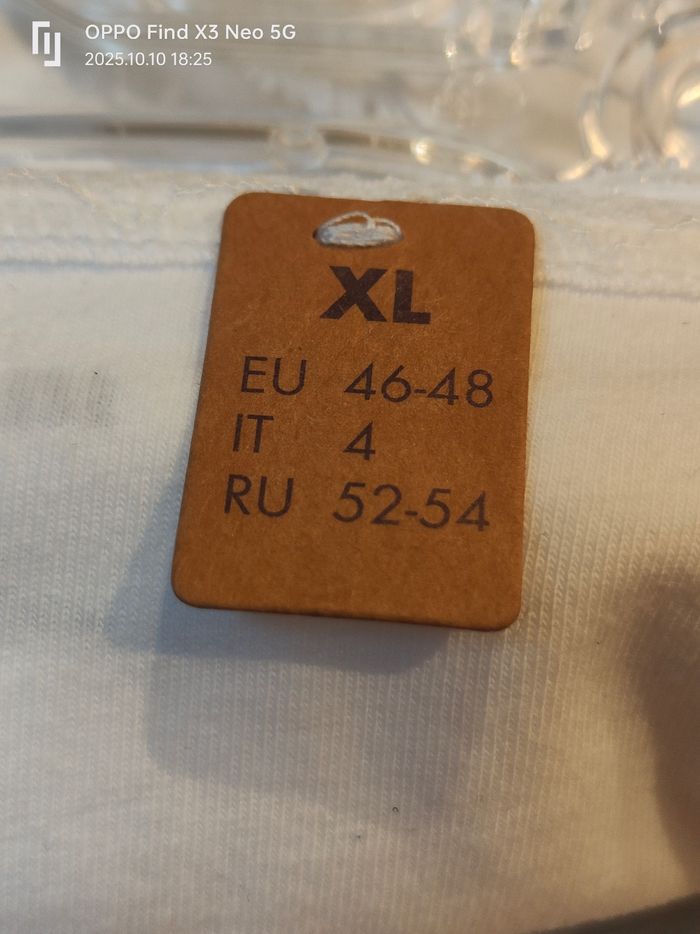 OPPO Find X3 Neo 5G
2025.10.10 18:25
XL
EU 46-48
IT 4
RU 52-54